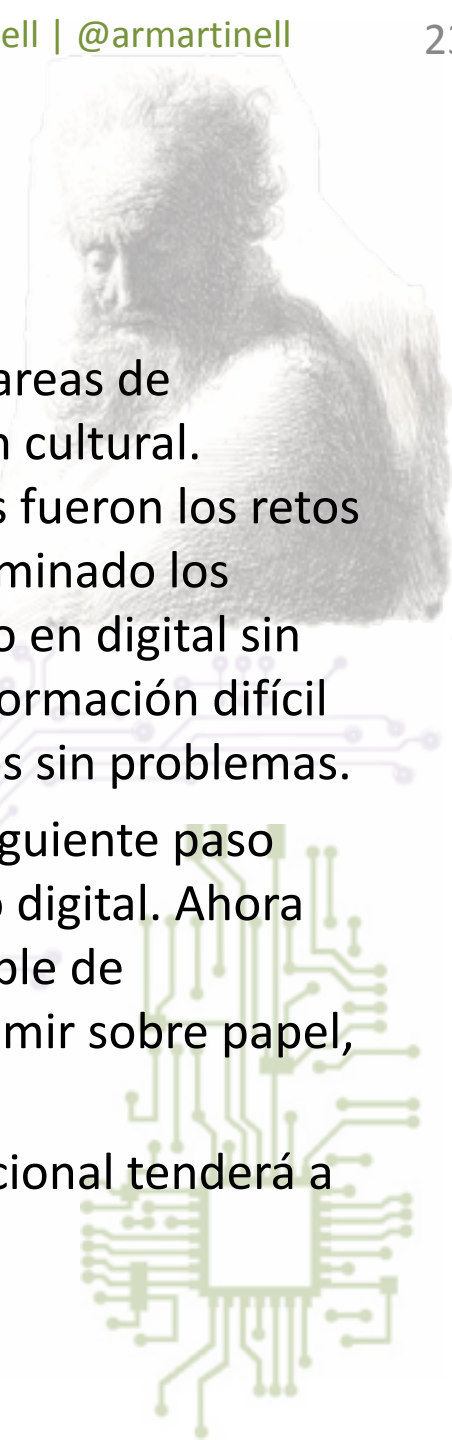 ell | @armartinell 23
areas de
n cultural.
s fueron los retos
minado los
o en digital sin
ormación difícil
s sin problemas.
guiente paso
o digital. Ahora
ble de
mir sobre papel,
cional tenderá a